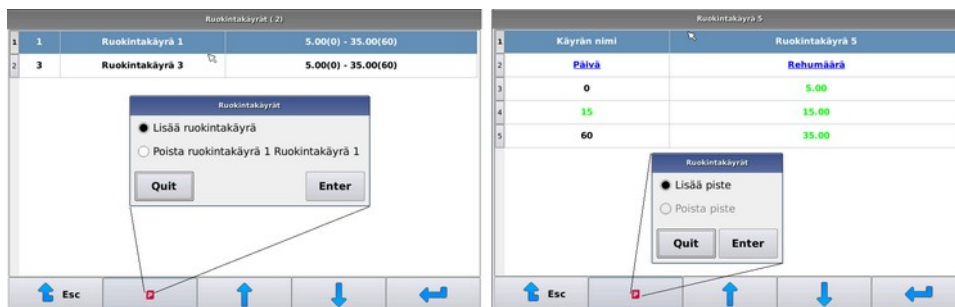 Ruokintakäyrät ( 2)
1 1 Ruokintakäyrä 1 5.00(0) - 35.00(60)
2 3 Ruokintakäyrä 3 5.00(0) - 35.00(60)
Ruokintakäyrät
Lisää ruokintakäyrä
Poista ruokintakäyrä 1 Ruokintakäyrä 1
Quit Enter
Esc P
Ruokintakäyrä 5
1 Käyrän nimi Ruokintakäyrä 5
2 Päivä Rehumäärä
3 0 5.00
4 15 15.00
5 60 35.00
Ruokintakäyrät
Lisää piste
Poista piste
Quit Enter
Esc P